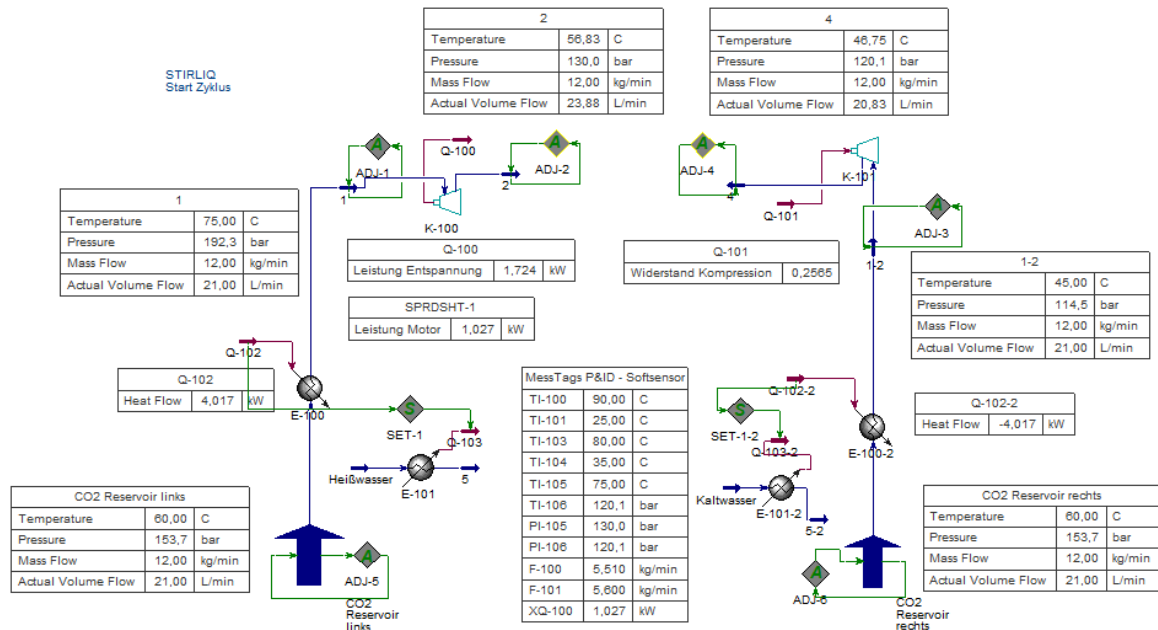 STIRLIQ
Start Zyklus
2
Temperature 56,83 C
Pressure 130,0 bar
Mass Flow 12,00 kg/min
Actual Volume Flow 23,88 L/min
4
Temperature 46,75 C
Pressure 120,1 bar
Mass Flow 12,00 kg/min
Actual Volume Flow 20,83 L/min
A
ADJ-1
Q-100
A
ADJ-2
1
2
K-100
A
ADJ-4
4
K-101
Q-101
A
ADJ-3
1-2
1
Temperature 75,00 C
Pressure 192,3 bar
Mass Flow 12,00 kg/min
Actual Volume Flow 21,00 L/min
Q-100
Leistung Entspannung 1,724 kW
SPRDSHT-1
Leistung Motor 1,027 kW
Q-101
Widerstand Kompression 0,2565
1-2
Temperature 45,00 C
Pressure 114,5 bar
Mass Flow 12,00 kg/min
Actual Volume Flow 21,00 L/min
Q-102
Q-102
Heat Flow 4,017 kW
E-100
S
SET-1
Q-103
Heißwasser
E-101
5
MessTags P&ID - Softsensor
TI-100 90,00 C
TI-101 25,00 C
TI-103 80,00 C
TI-104 35,00 C
TI-105 75,00 C
TI-106 120,1 bar
PI-105 130,0 bar
PI-106 120,1 bar
F-100 5,510 kg/min
F-101 5,600 kg/min
XQ-100 1,027 kW
Q-102-2
S
SET-1-2
Q-103-2
E-100-2
Kaltwasser
E-101-2
5-2
Q-102-2
Heat Flow -4,017 kW
CO2 Reservoir links
Temperature 60,00 C
Pressure 153,7 bar
Mass Flow 12,00 kg/min
Actual Volume Flow 21,00 L/min
A
ADJ-5
CO2
Reservoir
links
A
ADJ-6
CO2
Reservoir
rechts
CO2 Reservoir rechts
Temperature 60,00 C
Pressure 153,7 bar
Mass Flow 12,00 kg/min
Actual Volume Flow 21,00 L/min